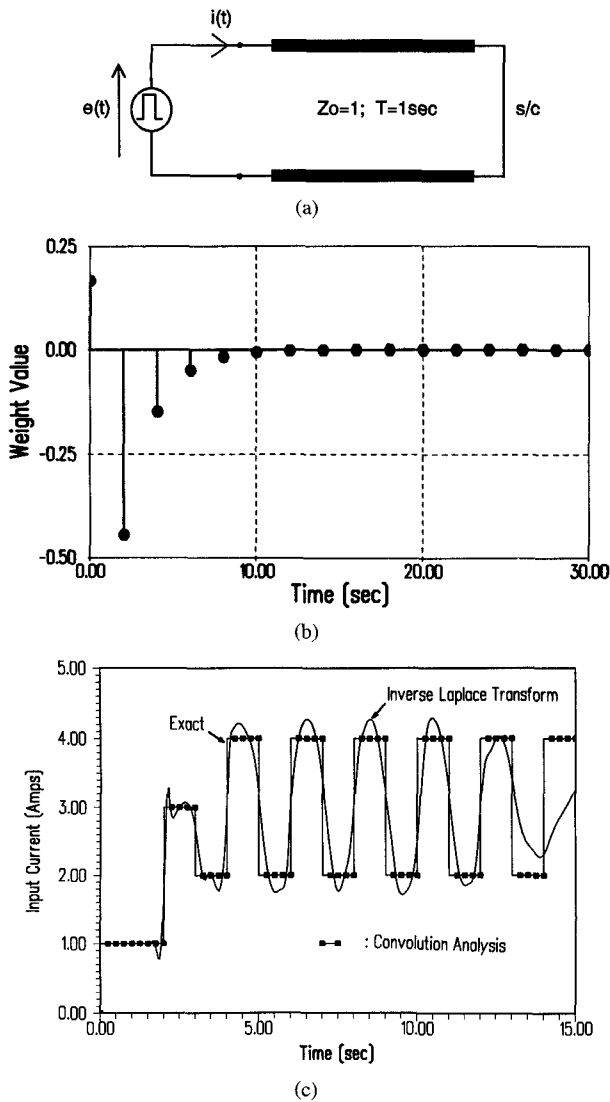 i(t)
e(t)
Zo=1; T=1sec
s/c
(a)
0.25
0.00
-0.25
-0.50
Weight Value
0.00 10.00 20.00 30.00
Time (sec)
(b)
5.00
4.00
3.00
2.00
1.00
0.00
Input Current (Amps)
Inverse Laplace Transform
Exact
: Convolution Analysis
0.00 5.00 10.00 15.00
Time (sec)
(c)